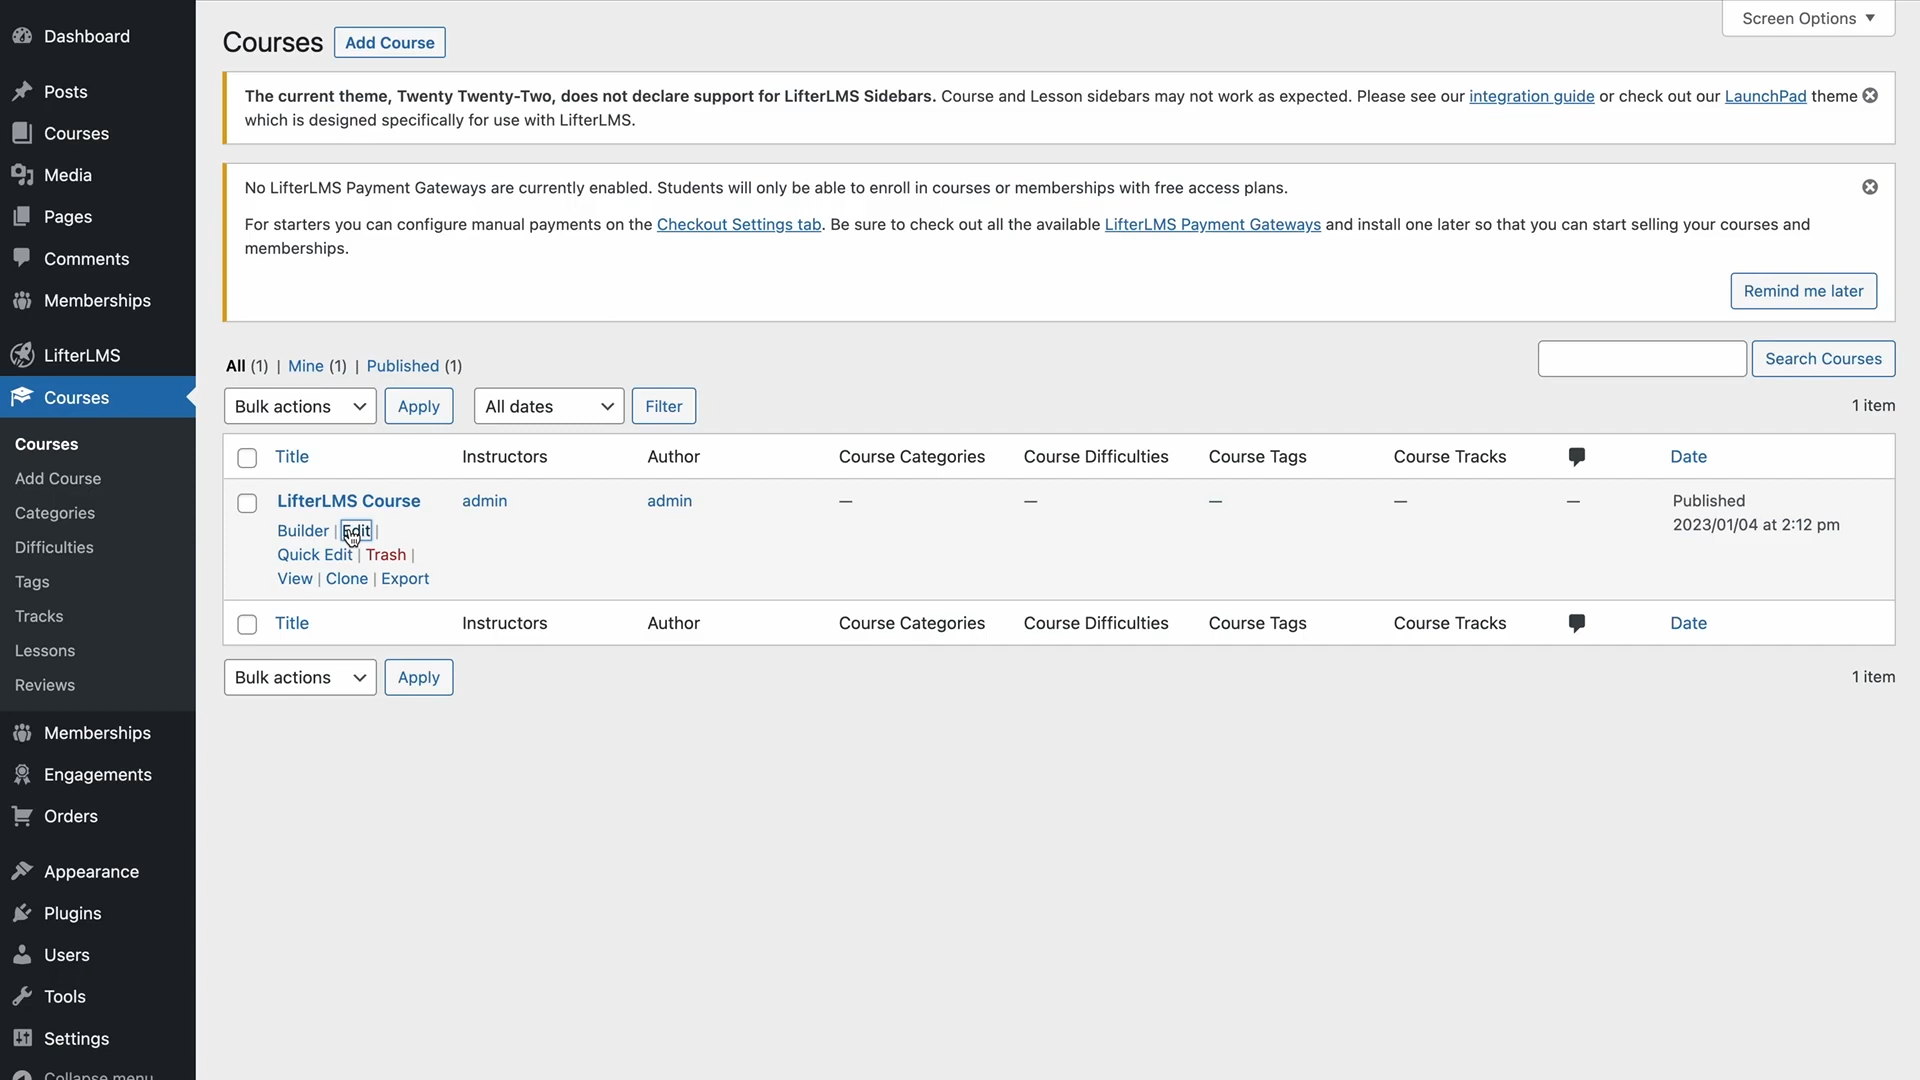 Screen Options
Dashboard
Posts
Courses
Media
Pages
Comments
Memberships
LifterLMS
Courses
Courses
Add Course
Categories
Difficulties
Tags
Tracks
Lessons
Reviews
Memberships
Engagements
Orders
Appearance
Plugins
Users
Tools
Settings
Collapse menu
Courses Add Course
The current theme, Twenty Twenty-Two, does not declare support for LifterLMS Sidebars. Course and Lesson sidebars may not work as expected. Please see our integration guide or check out our LaunchPad theme
which is designed specifically for use with LifterLMS.
No LifterLMS Payment Gateways are currently enabled. Students will only be able to enroll in courses or memberships with free access plans.
For starters you can configure manual payments on the Checkout Settings tab. Be sure to check out all the available LifterLMS Payment Gateways and install one later so that you can start selling your courses and
memberships.
Remind me later
All (1) | Mine (1) | Published (1)
Search Courses
Bulk actions Apply All dates Filter 1 item
Title Instructors Author Course Categories Course Difficulties Course Tags Course Tracks Date
LifterLMS Course admin admin — — — — — Published
2023/01/04 at 2:12 pm
Builder | Edit |
Quick Edit | Trash |
View | Clone | Export
Title Instructors Author Course Categories Course Difficulties Course Tags Course Tracks Date
Bulk actions Apply 1 item